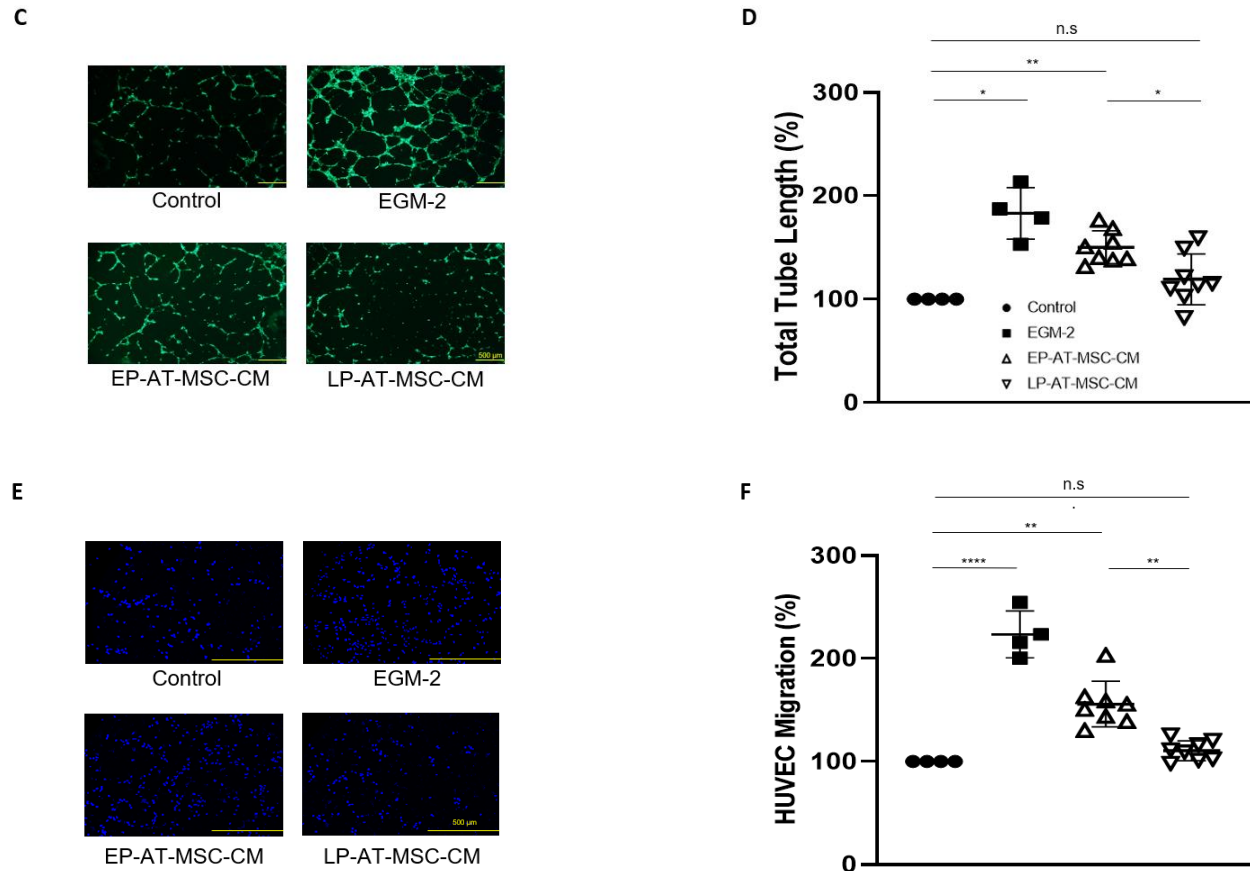 C
Control
EGM-2
EP-AT-MSC-CM
500 µm
LP-AT-MSC-CM
D
n.s
**
*
*
Total Tube Length (%)
300
200
100
0
Control
EGM-2
EP-AT-MSC-CM
LP-AT-MSC-CM
E
Control
EGM-2
EP-AT-MSC-CM
500 µm
LP-AT-MSC-CM
F
n.s
**
****
**
HUVEC Migration (%)
300
200
100
0